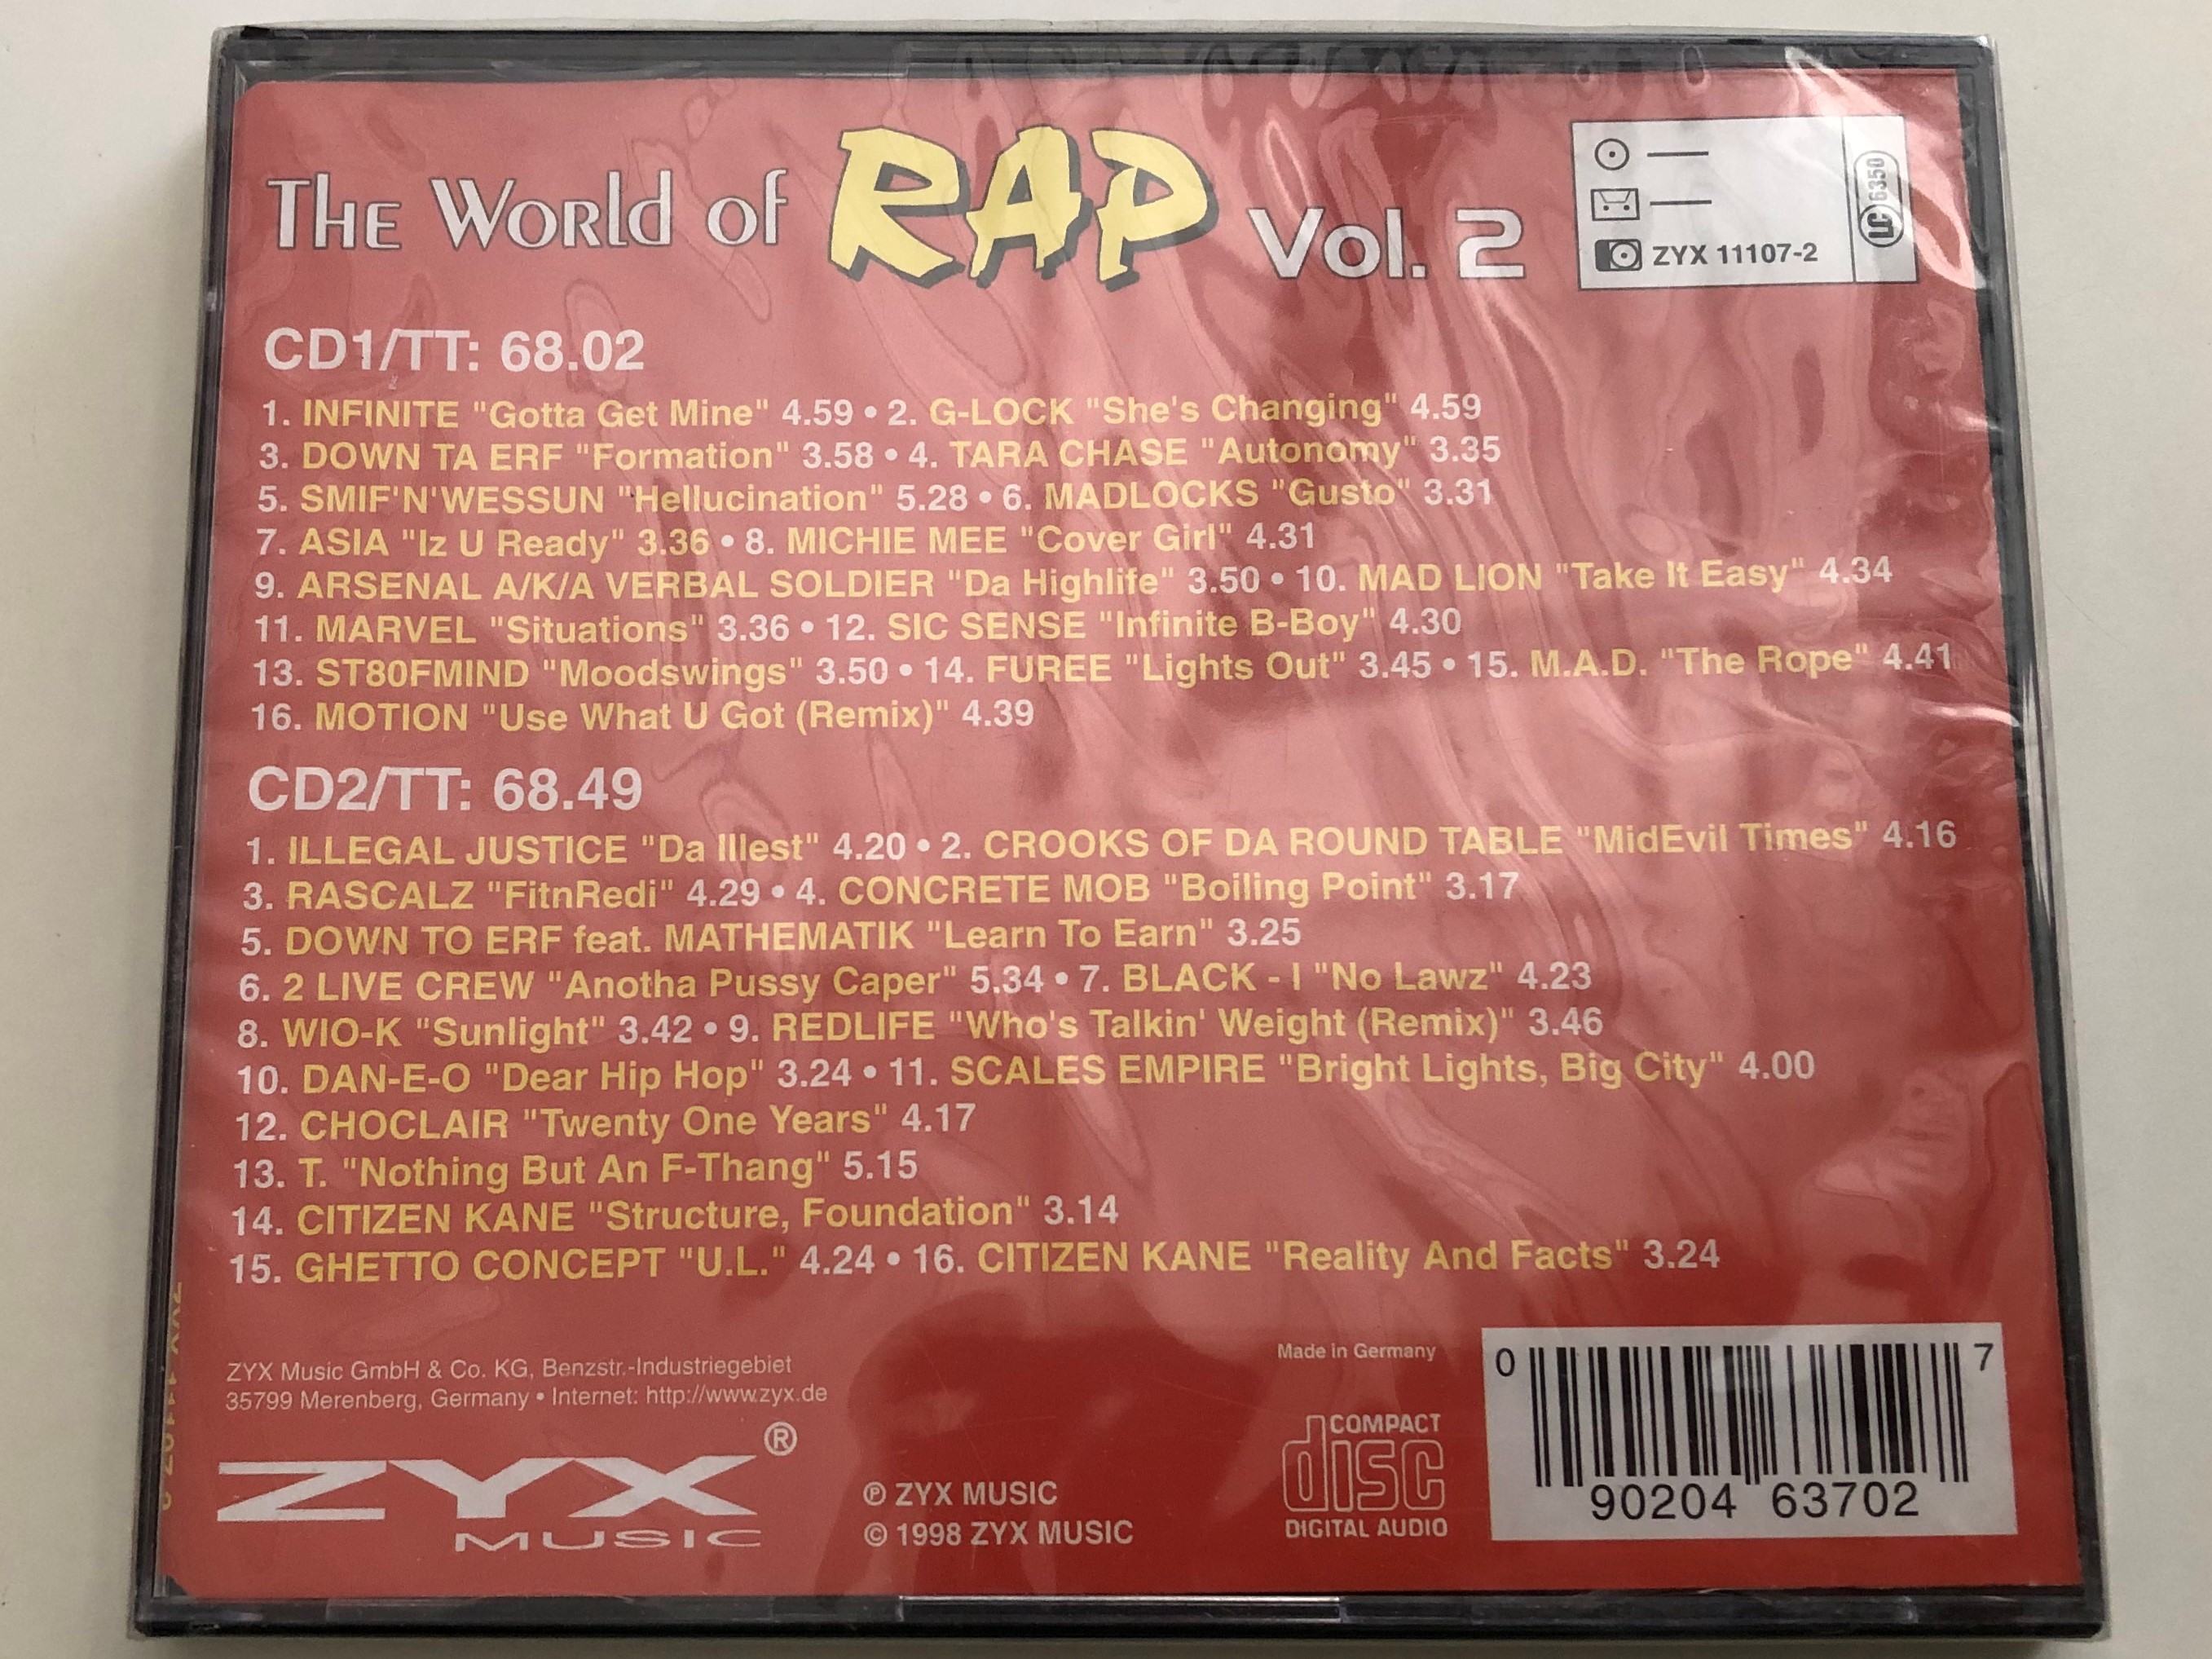 The World of RAP Vol. 2
ZYX 11107-2
LC 6350
CD1/TT: 68.02
1. INFINITE "Gotta Get Mine" 4.59 • 2. G-LOCK "She's Changing" 4.59
3. DOWN TA ERF "Formation" 3.58 • 4. TARA CHASE "Autonomy" 3.35
5. SMIF'N'WESSUN "Hellucination" 5.28 • 6. MADLOCKS "Gusto" 3.31
7. ASIA "Iz U Ready" 3.36 • 8. MICHIE MEE "Cover Girl" 4.31
9. ARSENAL A/K/A VERBAL SOLDIER "Da Highlife" 3.50 • 10. MAD LION "Take It Easy" 4.34
11. MARVEL "Situations" 3.36 • 12. SIC SENSE "Infinite B-Boy" 4.30
13. ST80FMIND "Moodswings" 3.50 • 14. FUREE "Lights Out" 3.45 • 15. M.A.D. "The Rope" 4.41
16. MOTION "Use What U Got (Remix)" 4.39
CD2/TT: 68.49
1. ILLEGAL JUSTICE "Da Illest" 4.20 • 2. CROOKS OF DA ROUND TABLE "MidEvil Times" 4.16
3. RASCALZ "FitnRedi" 4.29 • 4. CONCRETE MOB "Boiling Point" 3.17
5. DOWN TO ERF feat. MATHEMATIK "Learn To Earn" 3.25
6. 2 LIVE CREW "Anotha Pussy Caper" 5.34 • 7. BLACK - I "No Lawz" 4.23
8. WIO-K "Sunlight" 3.42 • 9. REDLIFE "Who's Talkin' Weight (Remix)" 3.46
10. DAN-E-O "Dear Hip Hop" 3.24 • 11. SCALES EMPIRE "Bright Lights, Big City" 4.00
12. CHOCLAIR "Twenty One Years" 4.17
13. T. "Nothing But An F-Thang" 5.15
14. CITIZEN KANE "Structure, Foundation" 3.14
15. GHETTO CONCEPT "U.L." 4.24 • 16. CITIZEN KANE "Reality And Facts" 3.24
ZYX Music GmbH & Co. KG, Benzstr.-Industriegebiet
35799 Merenberg, Germany • Internet: http://www.zyx.de
ZYX ®
MUSIC
℗ ZYX MUSIC
© 1998 ZYX MUSIC
Made in Germany
COMPACT
disc
DIGITAL AUDIO
0 7
90204 63702